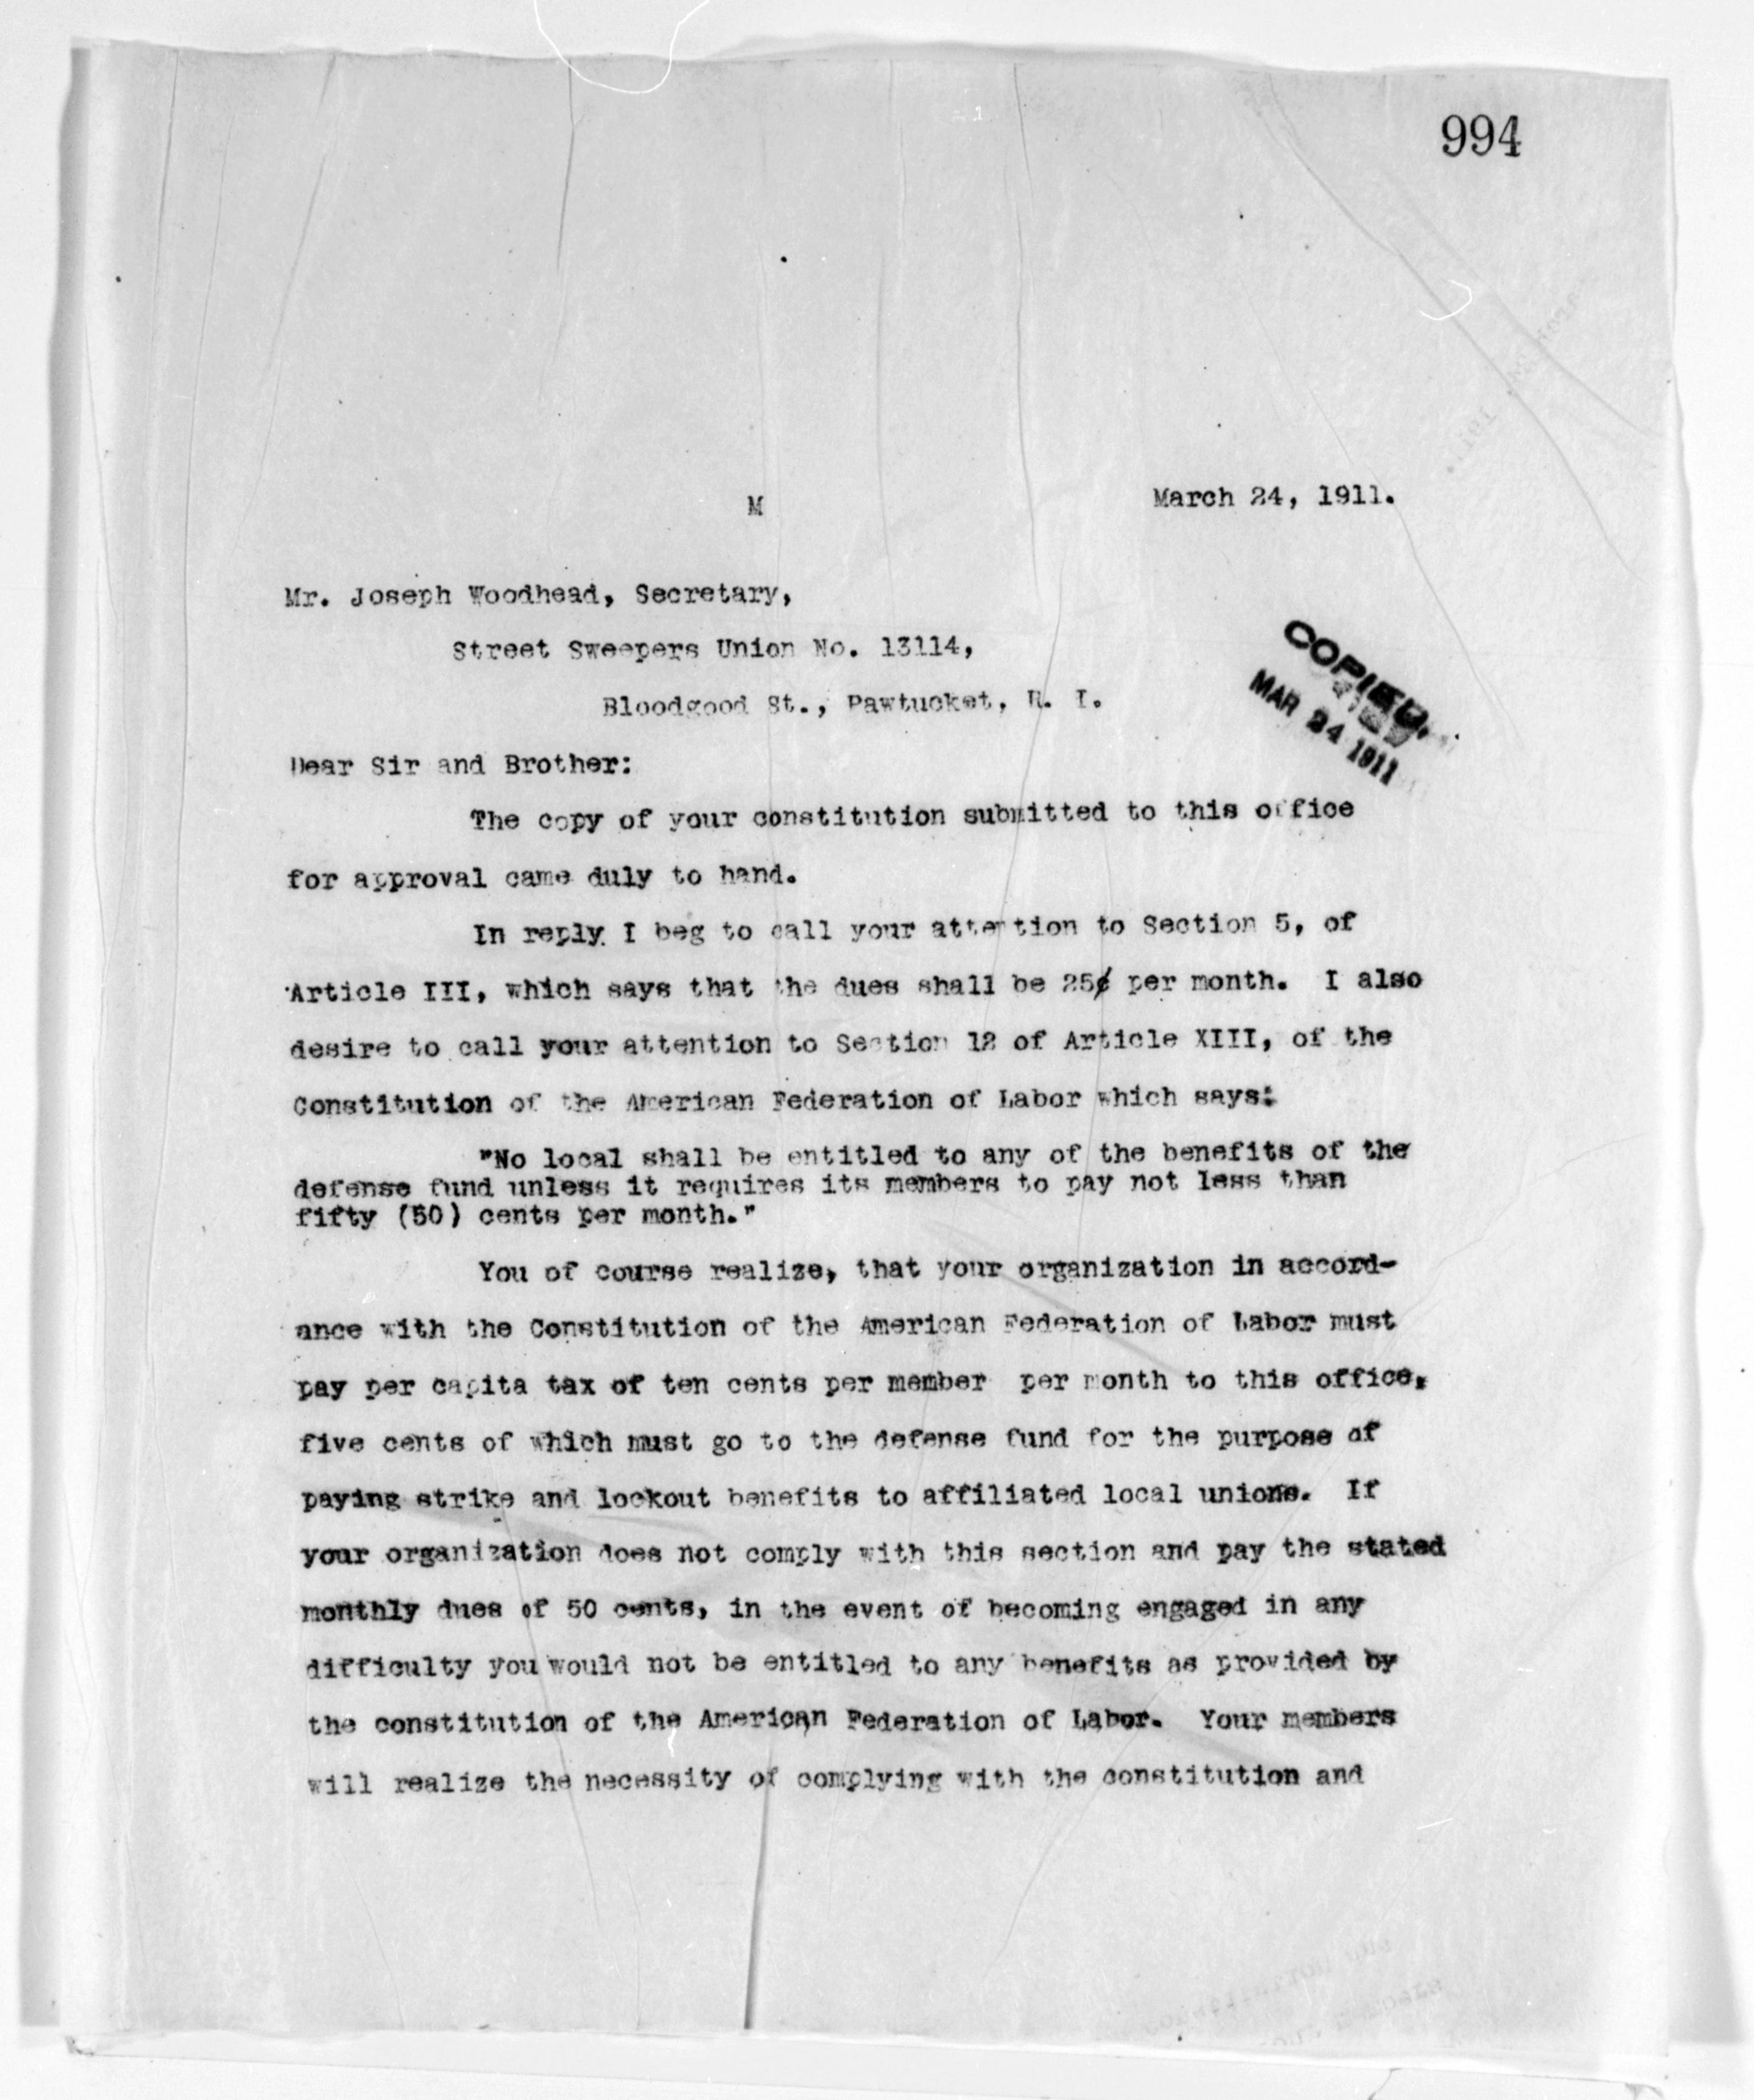 994
March 24, 1911.
M
Mr. Joseph Woodhead, Secretary,
Street Sweepers Union No. 13114,
Bloodgood St., Pawtucket, R. I.
COPIED.
MAR 24 1911
Dear Sir and Brother:
The copy of your constitution submitted to this office
for approval came duly to hand.
In reply I beg to call your attention to Section 5, of
Article III, which says that the dues shall be 25¢ per month. I also
desire to call your attention to Section 12 of Article XIII, of the
Constitution of the American Federation of Labor which says:
"No local shall be entitled to any of the benefits of the
defense fund unless it requires its members to pay not less than
fifty (50) cents per month."
You of course realize, that your organization in accord-
ance with the Constitution of the American Federation of Labor must
pay per capita tax of ten cents per member per month to this office,
five cents of which must go to the defense fund for the purpose of
paying strike and lockout benefits to affiliated local unions. If
your organization does not comply with this section and pay the stated
monthly dues of 50 cents, in the event of becoming engaged in any
difficulty you would not be entitled to any benefits as provided by
the constitution of the American Federation of Labor. Your members
will realize the necessity of complying with the constitution and